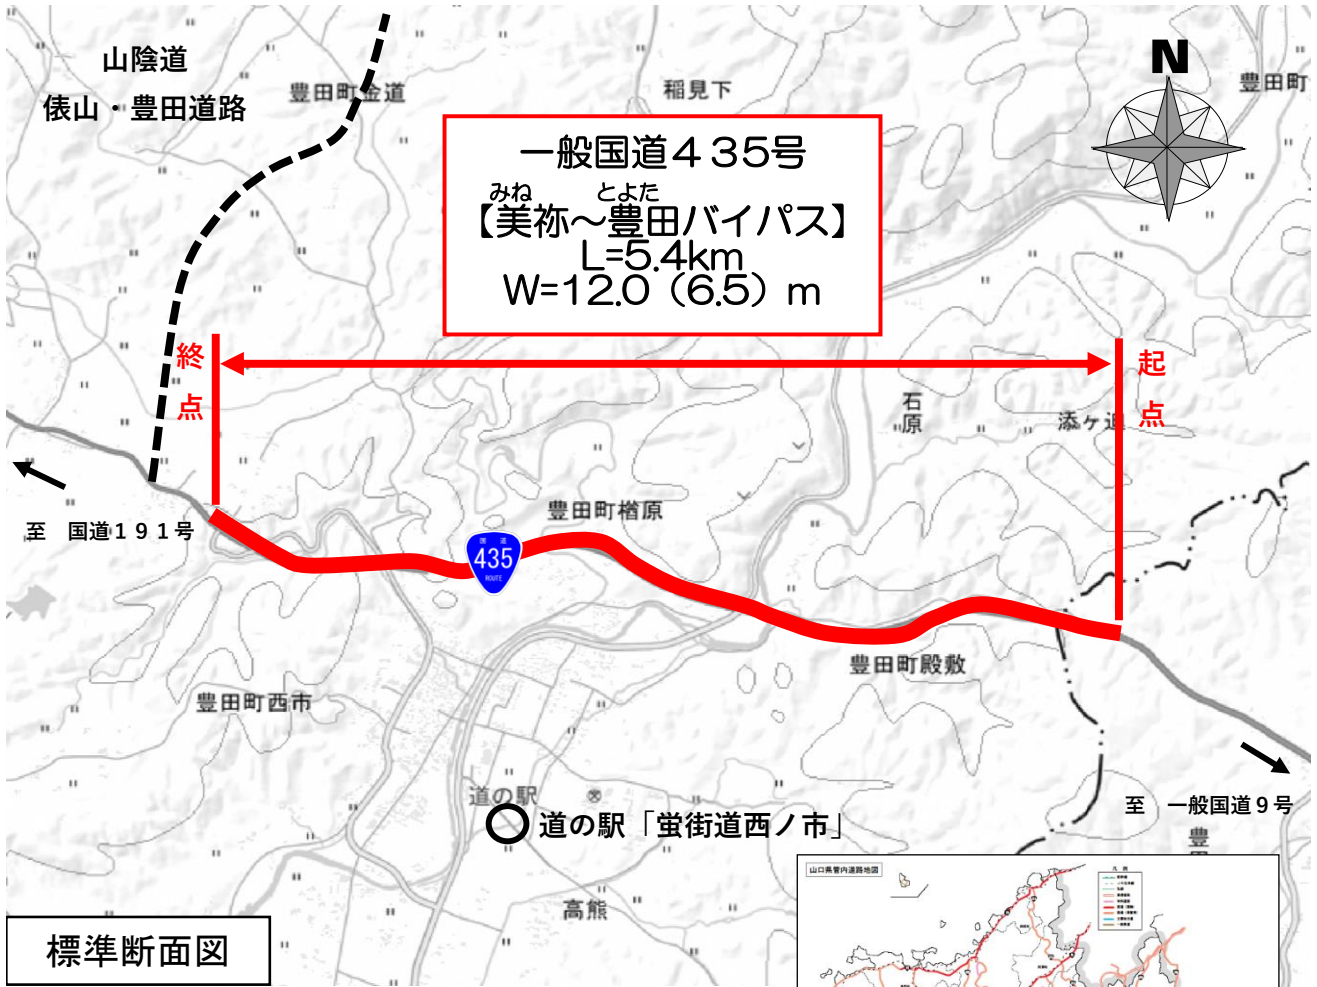 山陰道
俵山・豊田道路
豊田町金道
稲見下
N
豊田町
一般国道435号
みね とよた
【美祢～豊田バイパス】
L=5.4km
W=12.0（6.5）m
終点
起点
石原
添ヶ迫
至 国道191号
豊田町楢原
国道
435
ROUTE
豊田町殿敷
豊田町西市
道の駅
道の駅「蛍街道西ノ市」
至 一般国道9号
豊
高熊
標準断面図
山口県管内道路地図
凡例